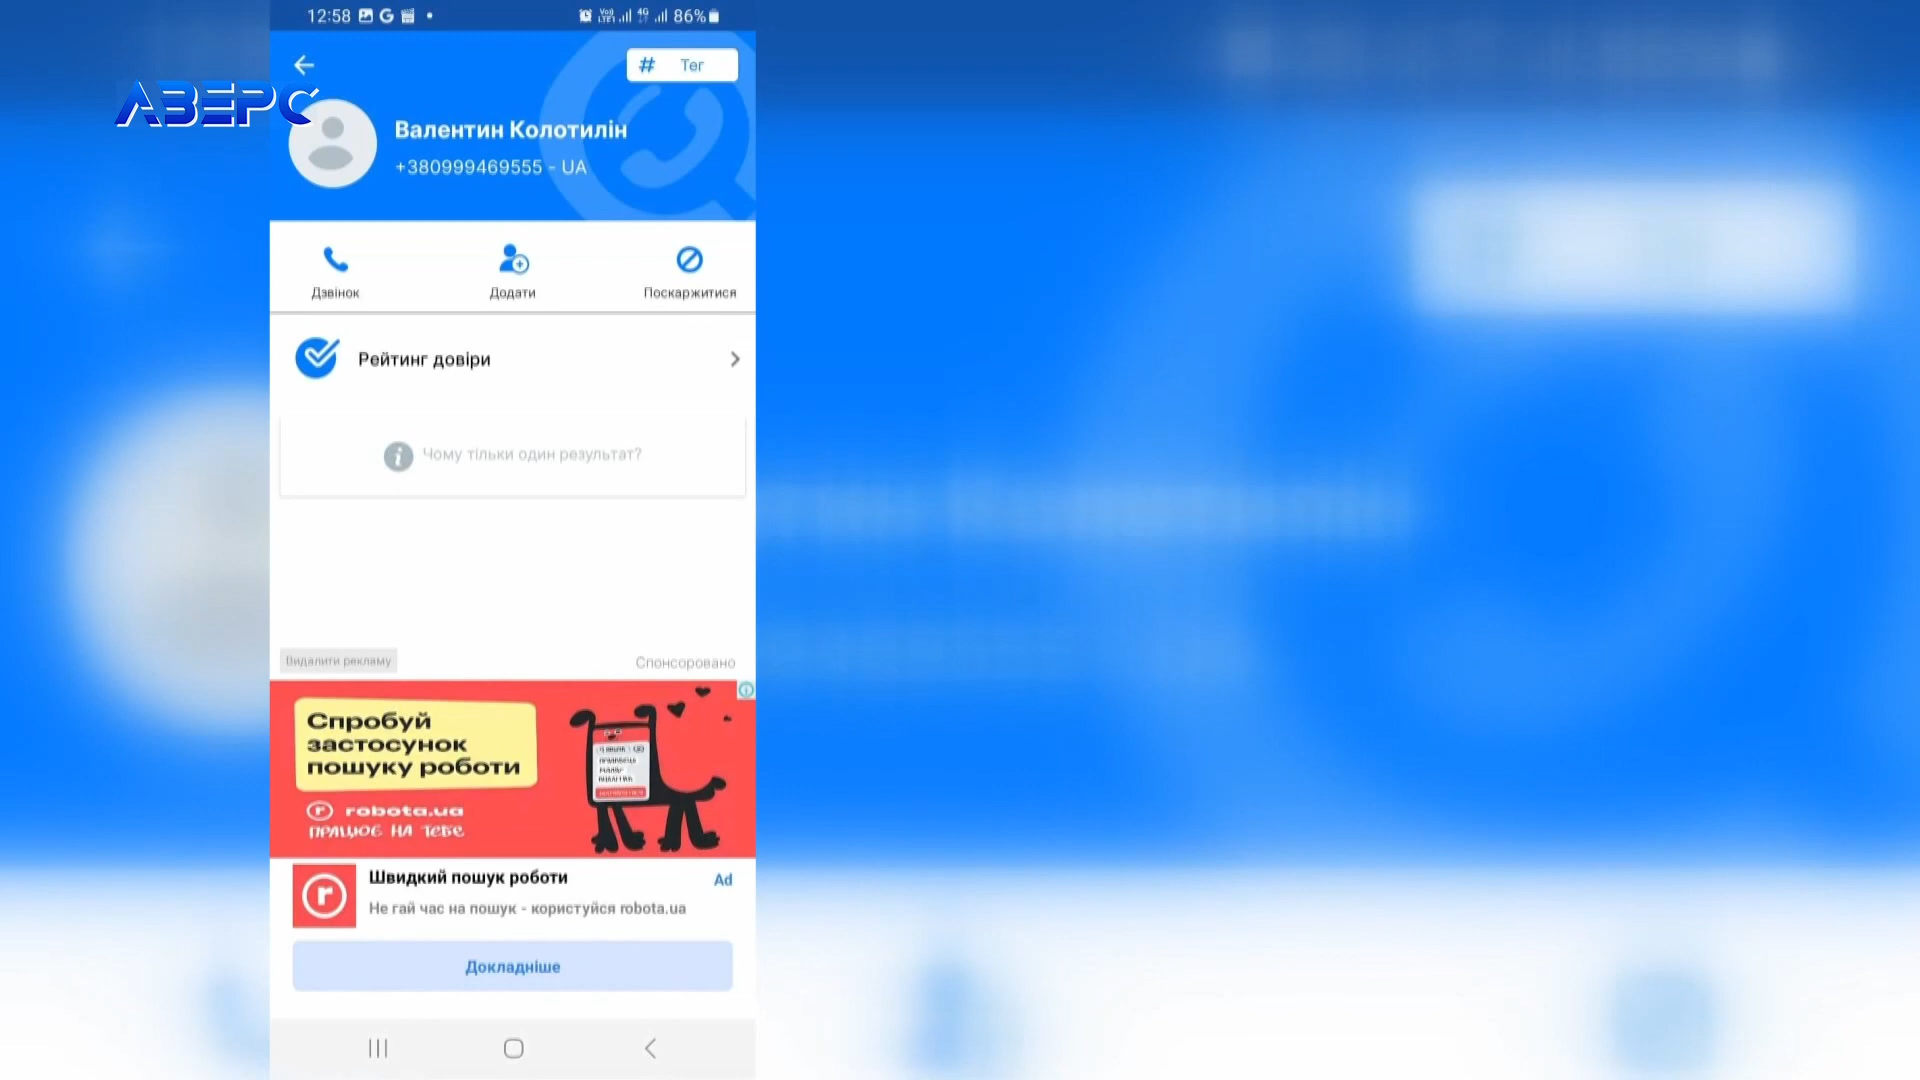 12:58
4G
86%
# Тег
АВЕРС
Валентин Колотилін
+380999469555 - UA
Дзвінок
Додати
Поскаржитися
Рейтинг довіри
Чому тільки один результат?
Видалити рекламу
Спонсоровано
Спробуй
застосунок
пошуку роботи
robota.ua
працює на тебе
Швидкий пошук роботи
Ad
Не гай час на пошук - користуйся robota.ua
Докладніше